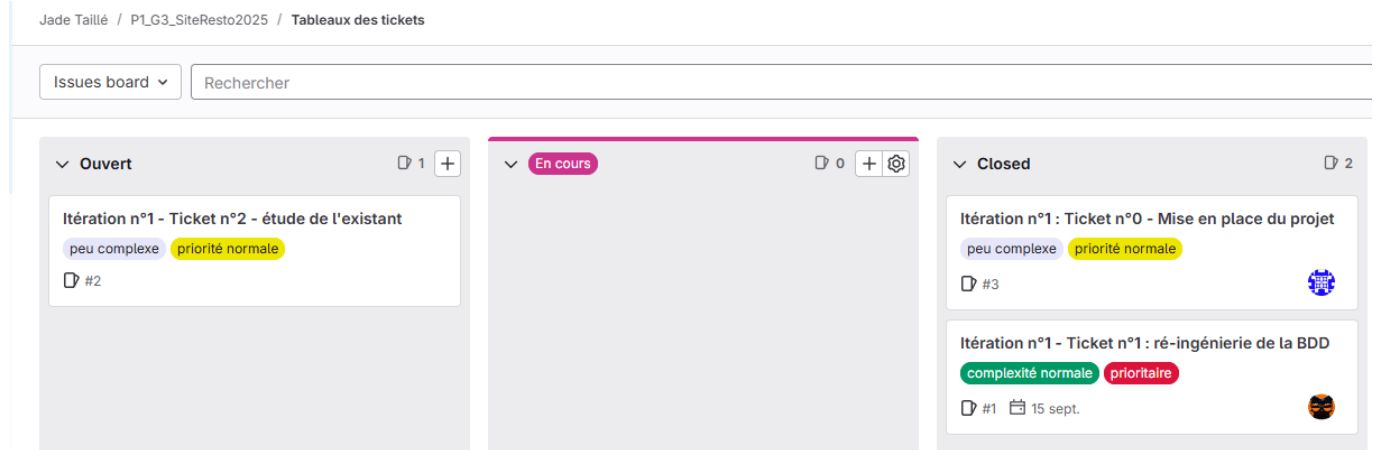 Jade Taillé / P1_G3_SiteResto2025 / Tableaux des tickets
Issues board
Rechercher
Ouvert 1
Itération n°1 - Ticket n°2 - étude de l'existant
peu complexe priorité normale
#2
En cours 0
Closed 2
Itération n°1 : Ticket n°0 - Mise en place du projet
peu complexe priorité normale
#3
Itération n°1 - Ticket n°1 : ré-ingénierie de la BDD
complexité normale prioritaire
#1 15 sept.